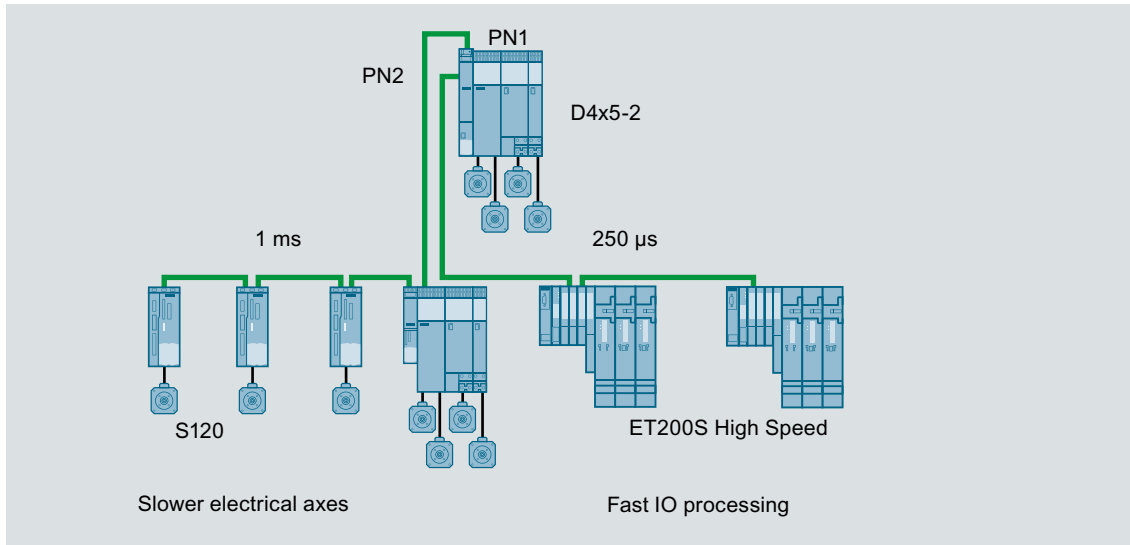 PN1
PN2
D4x5-2
1 ms
250 µs
S120
ET200S High Speed
Slower electrical axes
Fast IO processing